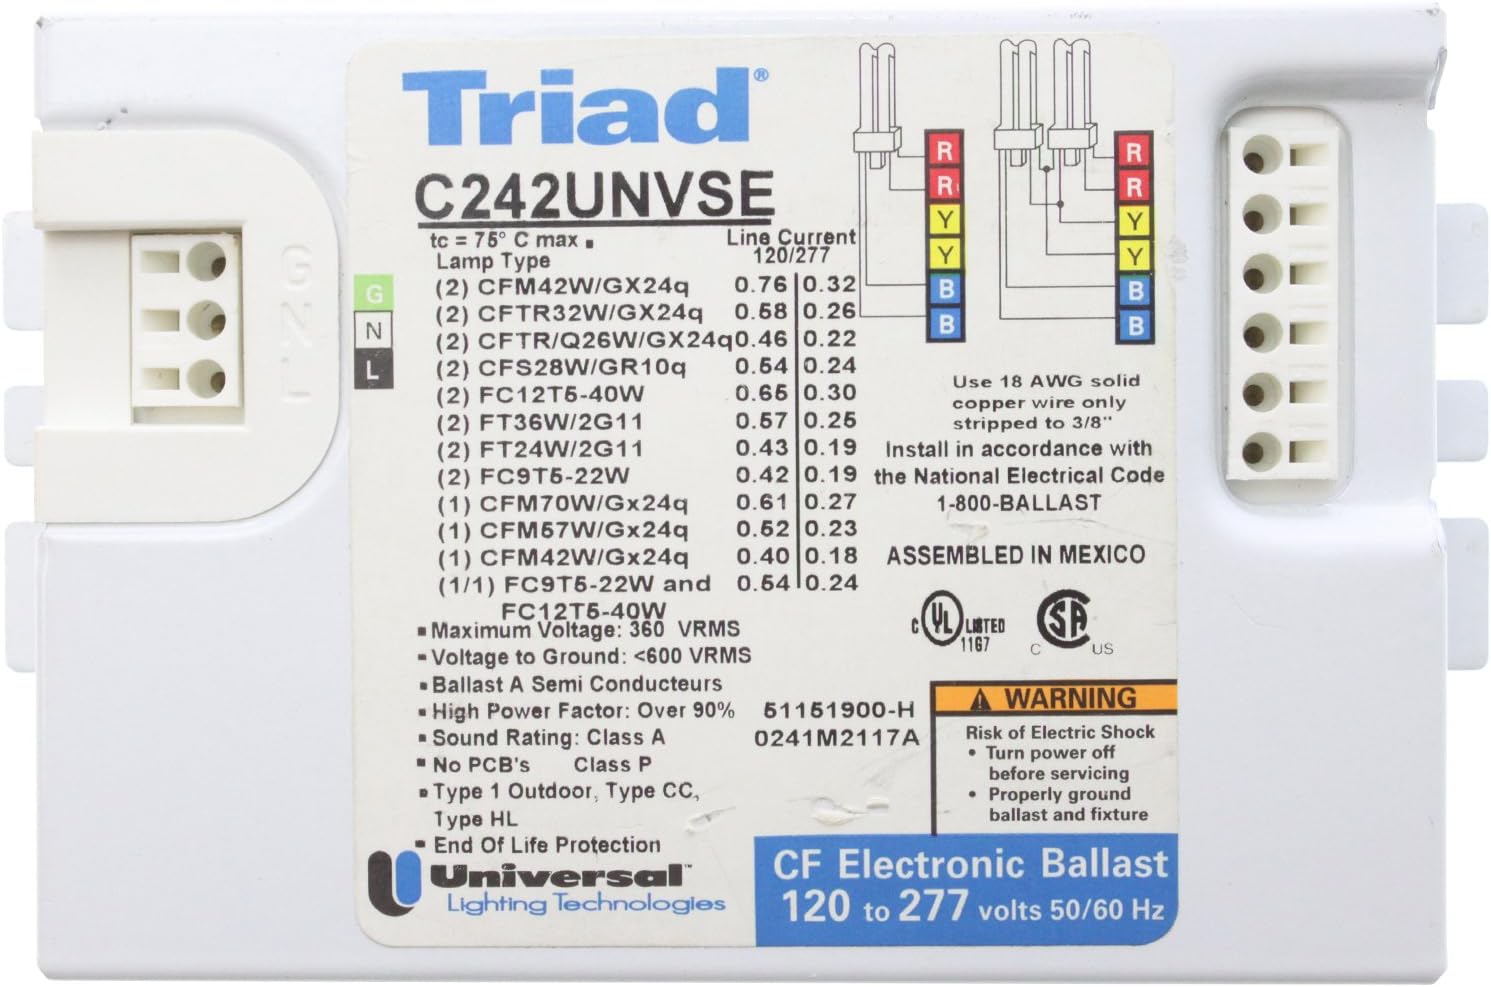 Triad®
C242UNVSE
tc = 75° C max.
Line Current
Lamp Type
120/277
(2) CFM42W/GX24q 0.76 0.32
(2) CFTR32W/GX24q 0.58 0.26
(2) CFTR/Q26W/GX24q 0.46 0.22
(2) CFS28W/GR10q 0.54 0.24
(2) FC12T5-40W 0.65 0.30
(2) FT36W/2G11 0.57 0.25
(2) FT24W/2G11 0.43 0.19
(2) FC9T5-22W 0.42 0.19
(1) CFM70W/Gx24q 0.61 0.27
(1) CFM57W/Gx24q 0.52 0.23
(1) CFM42W/Gx24q 0.40 0.18
(1/1) FC9T5-22W and 0.54 0.24
FC12T5-40W
▪ Maximum Voltage: 360 VRMS
▪ Voltage to Ground: <600 VRMS
▪ Ballast A Semi Conducteurs
▪ High Power Factor: Over 90%
▪ Sound Rating: Class A
▪ No PCB's Class P
▪ Type 1 Outdoor, Type CC,
Type HL
▪ End Of Life Protection
51151900-H
0241M2117A
Universal™
Lighting Technologies
G
N
L
G
N
L
R
R
Y
Y
B
B
R
R
Y
Y
B
B
Use 18 AWG solid
copper wire only
stripped to 3/8"
Install in accordance with
the National Electrical Code
1-800-BALLAST
ASSEMBLED IN MEXICO
C UL LISTED
1167
SA
C US
WARNING
Risk of Electric Shock
• Turn power off
before servicing
• Properly ground
ballast and fixture
CF Electronic Ballast
120 to 277 volts 50/60 Hz